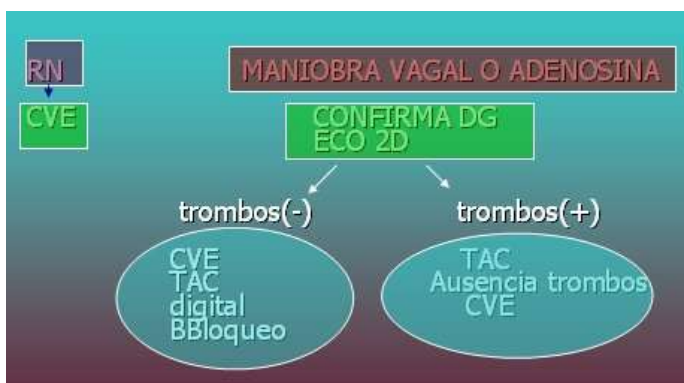 RN
CVE
MANIOBRA VAGAL O ADENOSINA
CONFIRMA DG
ECO 2D
trombos(-)
CVE
TAC
digital
BBloqueo
trombos(+)
TAC
Ausencia trombos
CVE